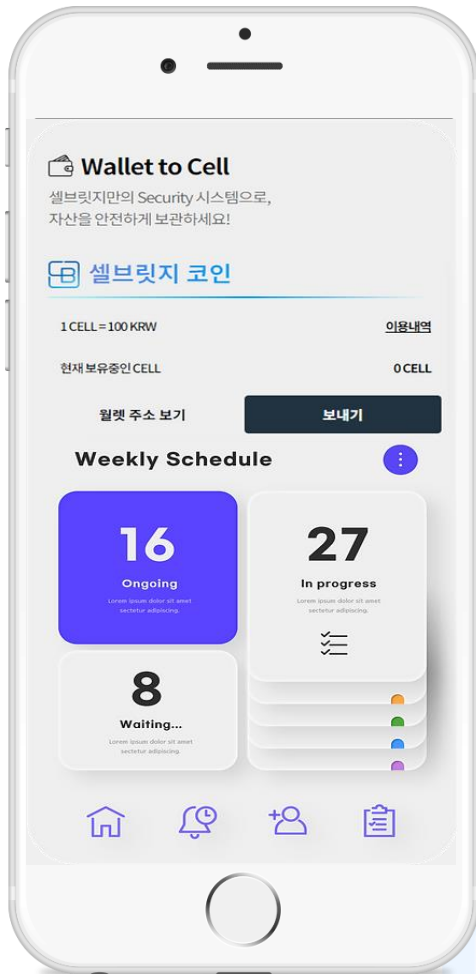 Wallet to Cell
셀브릿지만의 Security 시스템으로,
자산을 안전하게 보관하세요!
셀브릿지 코인
1 CELL = 100 KRW 이용내역
현재 보유중인 CELL 0 CELL
월렛 주소 보기 보내기
Weekly Schedule
16
Ongoing
Lorem ipsum dolor sit amet
sectetur adipiscing.
27
In progress
Lorem ipsum dolor sit amet
sectetur adipiscing.
8
Waiting...
Lorem ipsum dolor sit amet
sectetur adipiscing.